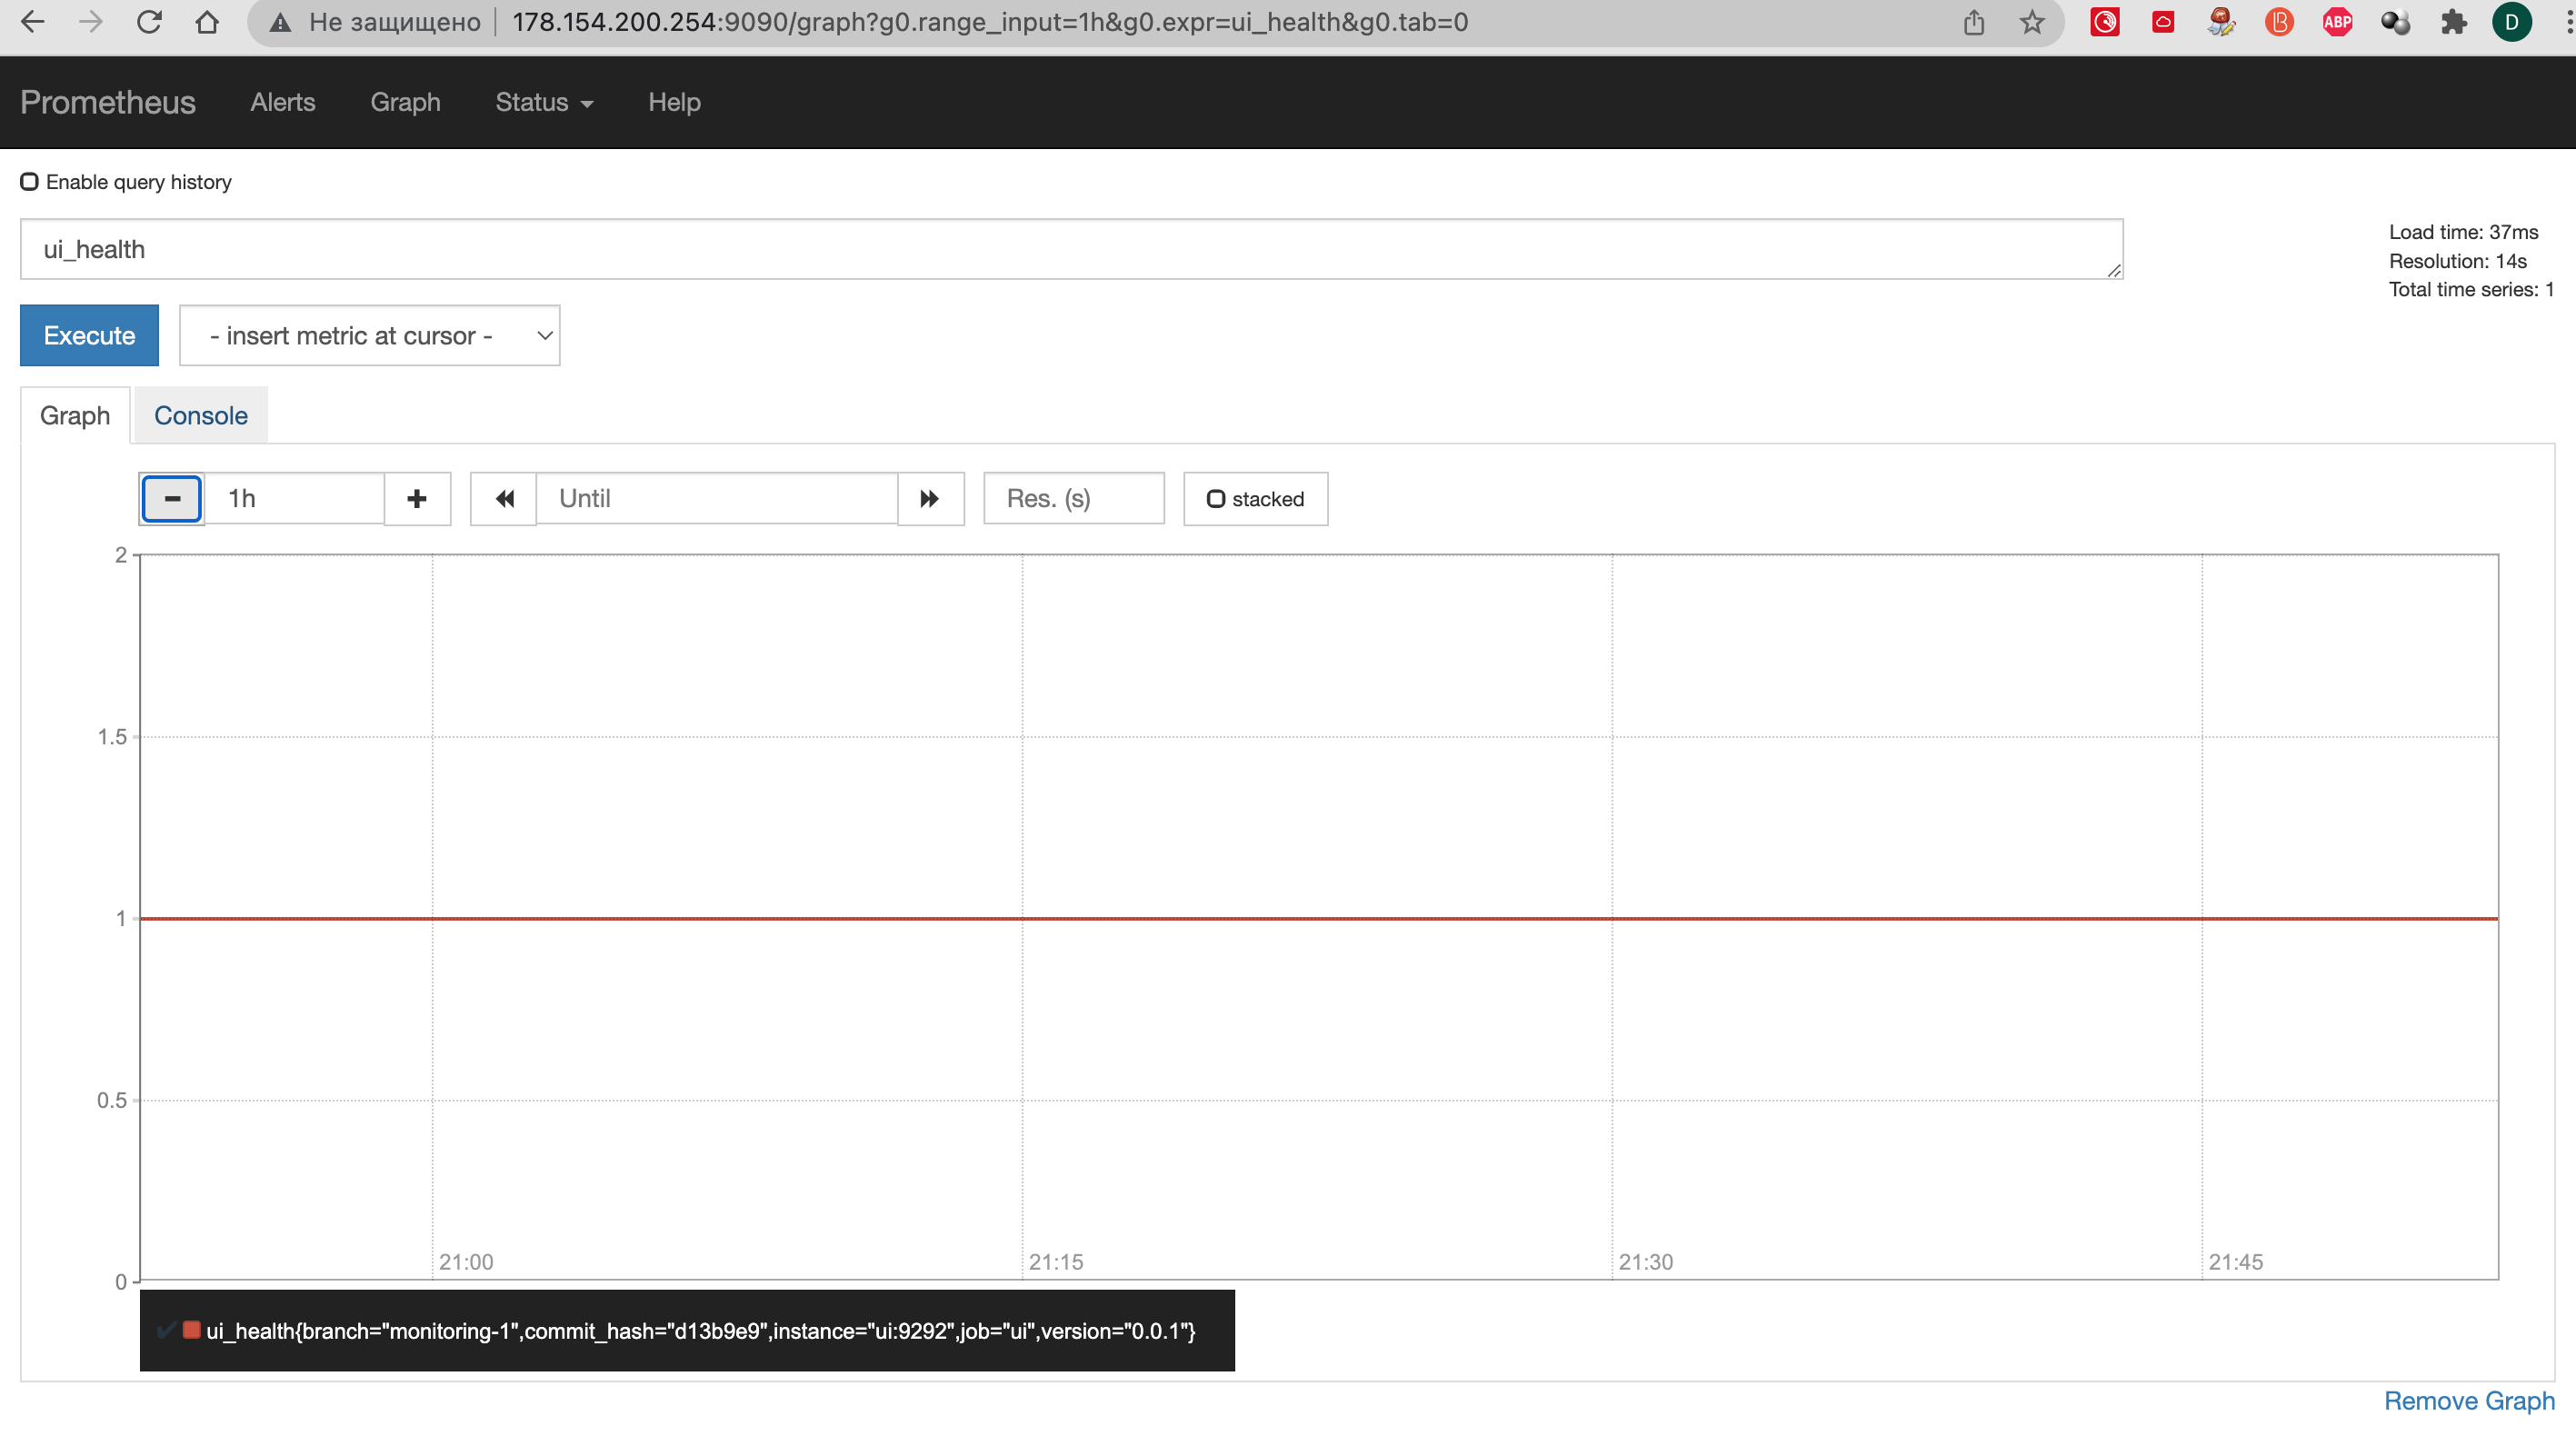 Не защищено 178.154.200.254:9090/graph?g0.range_input=1h&g0.expr=ui_health&g0.tab=0
ABP
D
Prometheus Alerts Graph Status Help
Enable query history
ui_health
Load time: 37ms
Resolution: 14s
Total time series: 1
Execute - insert metric at cursor -
Graph Console
1h Until Res. (s) stacked
2
1.5
1
0.5
0
21:00 21:15 21:30 21:45
ui_health{branch="monitoring-1",commit_hash="d13b9e9",instance="ui:9292",job="ui",version="0.0.1"}
Remove Graph